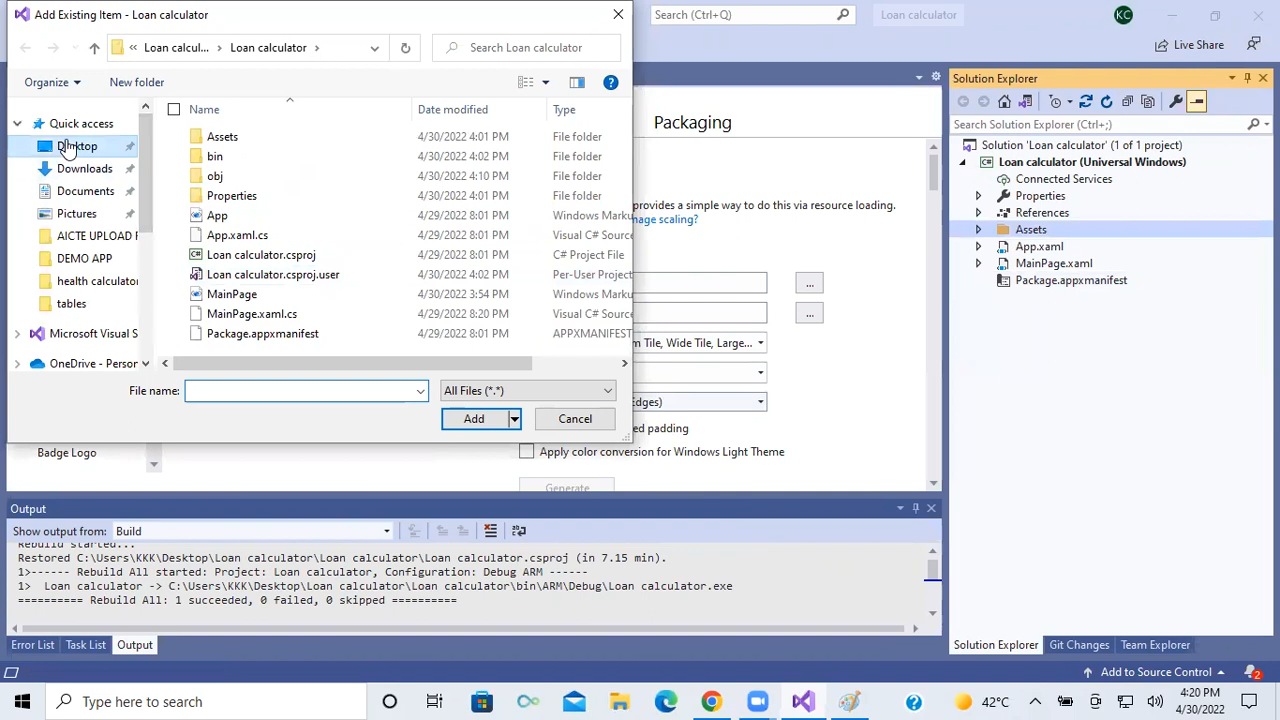 Add Existing Item - Loan calculator
Search (Ctrl+Q)
Loan calculator
KC
« Loan calcul... › Loan calculator ›
Search Loan calculator
Live Share
Organize
New folder
Solution Explorer
Name
Date modified
Type
Quick access
Packaging
Search Solution Explorer (Ctrl+;)
Assets 4/30/2022 4:01 PM File folder
Desktop
Solution 'Loan calculator' (1 of 1 project)
bin 4/30/2022 4:02 PM File folder
Loan calculator (Universal Windows)
Downloads
obj 4/30/2022 4:10 PM File folder
Connected Services
Documents
Properties 4/30/2022 4:01 PM File folder
Properties
provides a simple way to do this via resource loading.
Pictures
App 4/29/2022 8:01 PM Windows Marku
mage scaling?
References
AICTE UPLOAD F
App.xaml.cs 4/29/2022 8:01 PM Visual C# Source
Assets
DEMO APP
Loan calculator.csproj 4/29/2022 8:01 PM C# Project File
App.xaml
health calculator
Loan calculator.csproj.user 4/30/2022 4:02 PM Per-User Project
MainPage.xaml
...
tables
MainPage 4/30/2022 3:54 PM Windows Marku
Package.appxmanifest
MainPage.xaml.cs 4/29/2022 8:20 PM Visual C# Source
...
Microsoft Visual S
Package.appxmanifest 4/29/2022 8:01 PM APPXMANIFEST
m Tile, Wide Tile, Large...
OneDrive - Person
File name:
All Files (*.*)
Edges)
Add
Cancel
ed padding
Badge Logo
Apply color conversion for Windows Light Theme
Generate
Output
Show output from: Build
Rebuild started...
Restored C:\Users\KKK\Desktop\Loan calculator\Loan calculator\Loan calculator.csproj (in 7.15 min).
1>------ Rebuild All started: Project: Loan calculator, Configuration: Debug ARM ------
1> Loan calculator -> C:\Users\KKK\Desktop\Loan calculator\Loan calculator\bin\ARM\Debug\Loan calculator.exe
========== Rebuild All: 1 succeeded, 0 failed, 0 skipped ==========
Error List
Task List
Output
Solution Explorer
Git Changes
Team Explorer
Add to Source Control
2
Type here to search
42°C
4:20 PM
4/30/2022